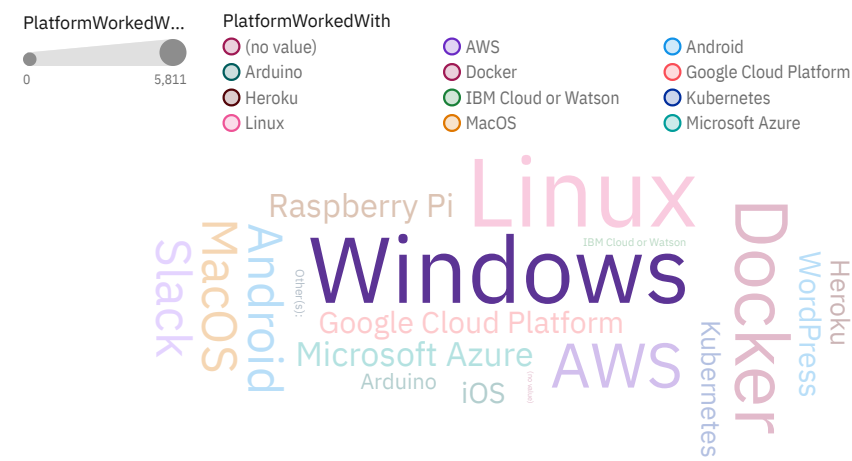 PlatformWorkedW...
0
5,811
PlatformWorkedWith
(no value)
AWS
Android
Arduino
Docker
Google Cloud Platform
Heroku
IBM Cloud or Watson
Kubernetes
Linux
MacOS
Microsoft Azure
Linux
Raspberry Pi
IBM Cloud or Watson
Windows
Docker
Slack
MacOS
Android
Other(s):
WordPress
Heroku
Google Cloud Platform
Kubernetes
Microsoft Azure
AWS
Arduino
iOS
(no value)